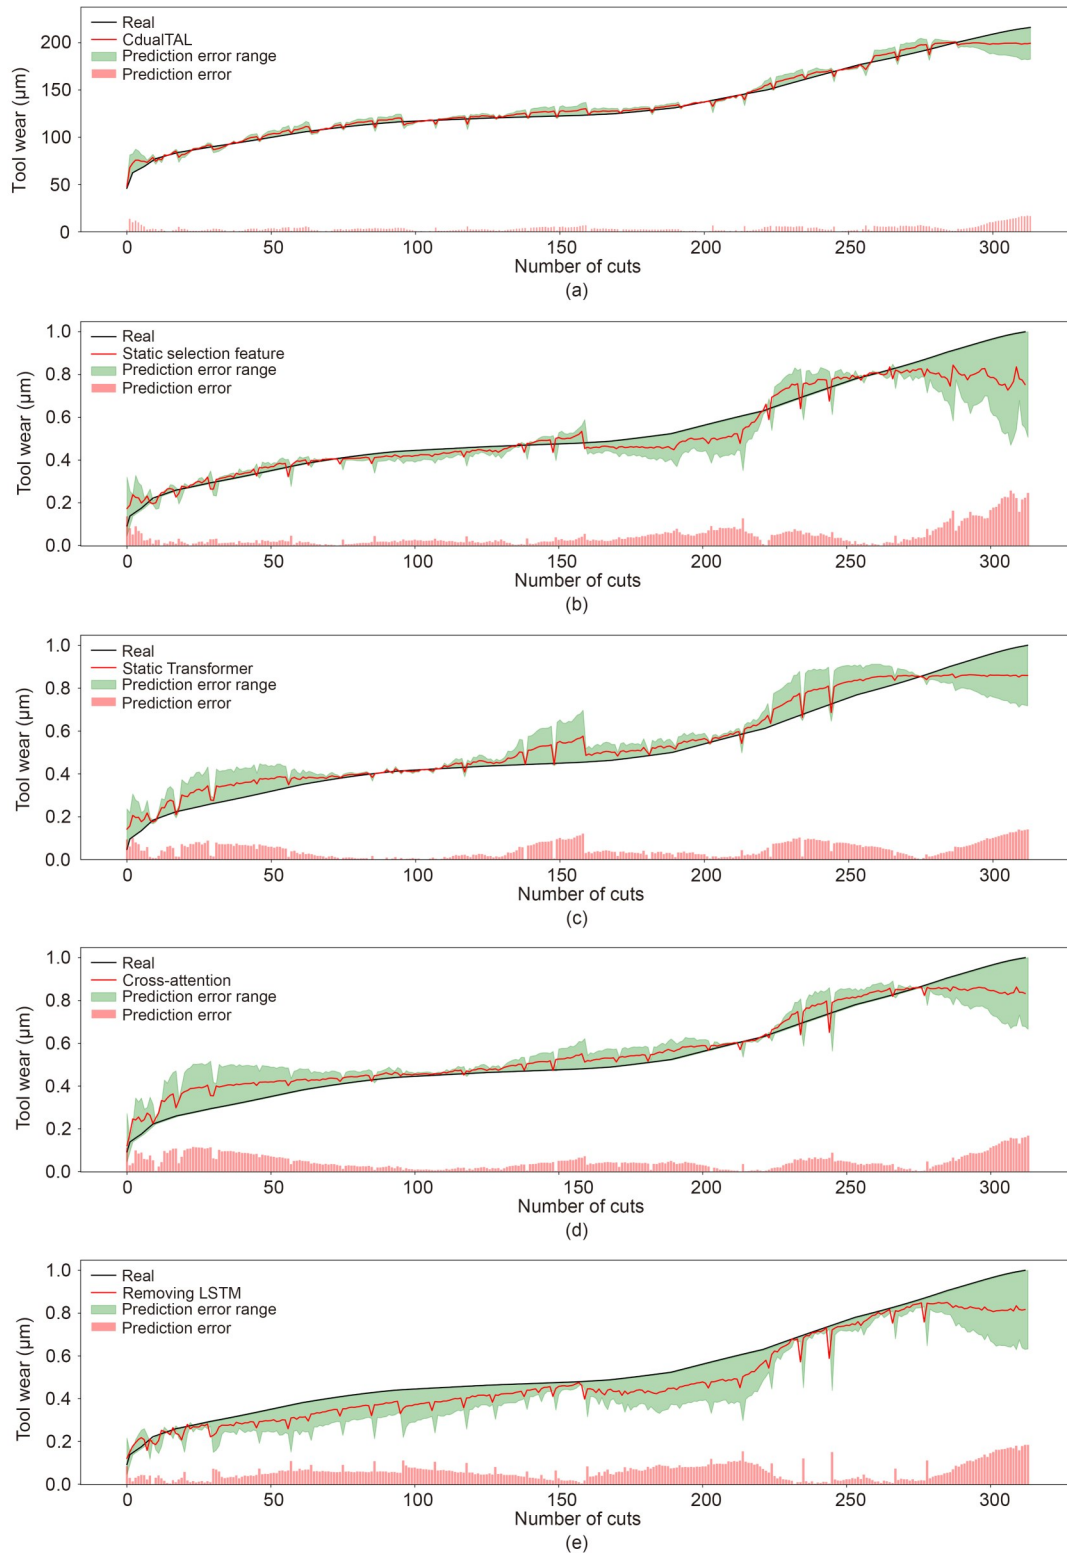 Real
CdualTAL
Prediction error range
Prediction error
Tool wear (μm)
200
150
100
50
0
0 50 100 150 200 250 300
Number of cuts
(a)
Real
Static selection feature
Prediction error range
Prediction error
Tool wear (μm)
1.0
0.8
0.6
0.4
0.2
0.0
0 50 100 150 200 250 300
Number of cuts
(b)
Real
Static Transformer
Prediction error range
Prediction error
Tool wear (μm)
1.0
0.8
0.6
0.4
0.2
0.0
0 50 100 150 200 250 300
Number of cuts
(c)
Real
Cross-attention
Prediction error range
Prediction error
Tool wear (μm)
1.0
0.8
0.6
0.4
0.2
0.0
0 50 100 150 200 250 300
Number of cuts
(d)
Real
Removing LSTM
Prediction error range
Prediction error
Tool wear (μm)
1.0
0.8
0.6
0.4
0.2
0.0
0 50 100 150 200 250 300
Number of cuts
(e)